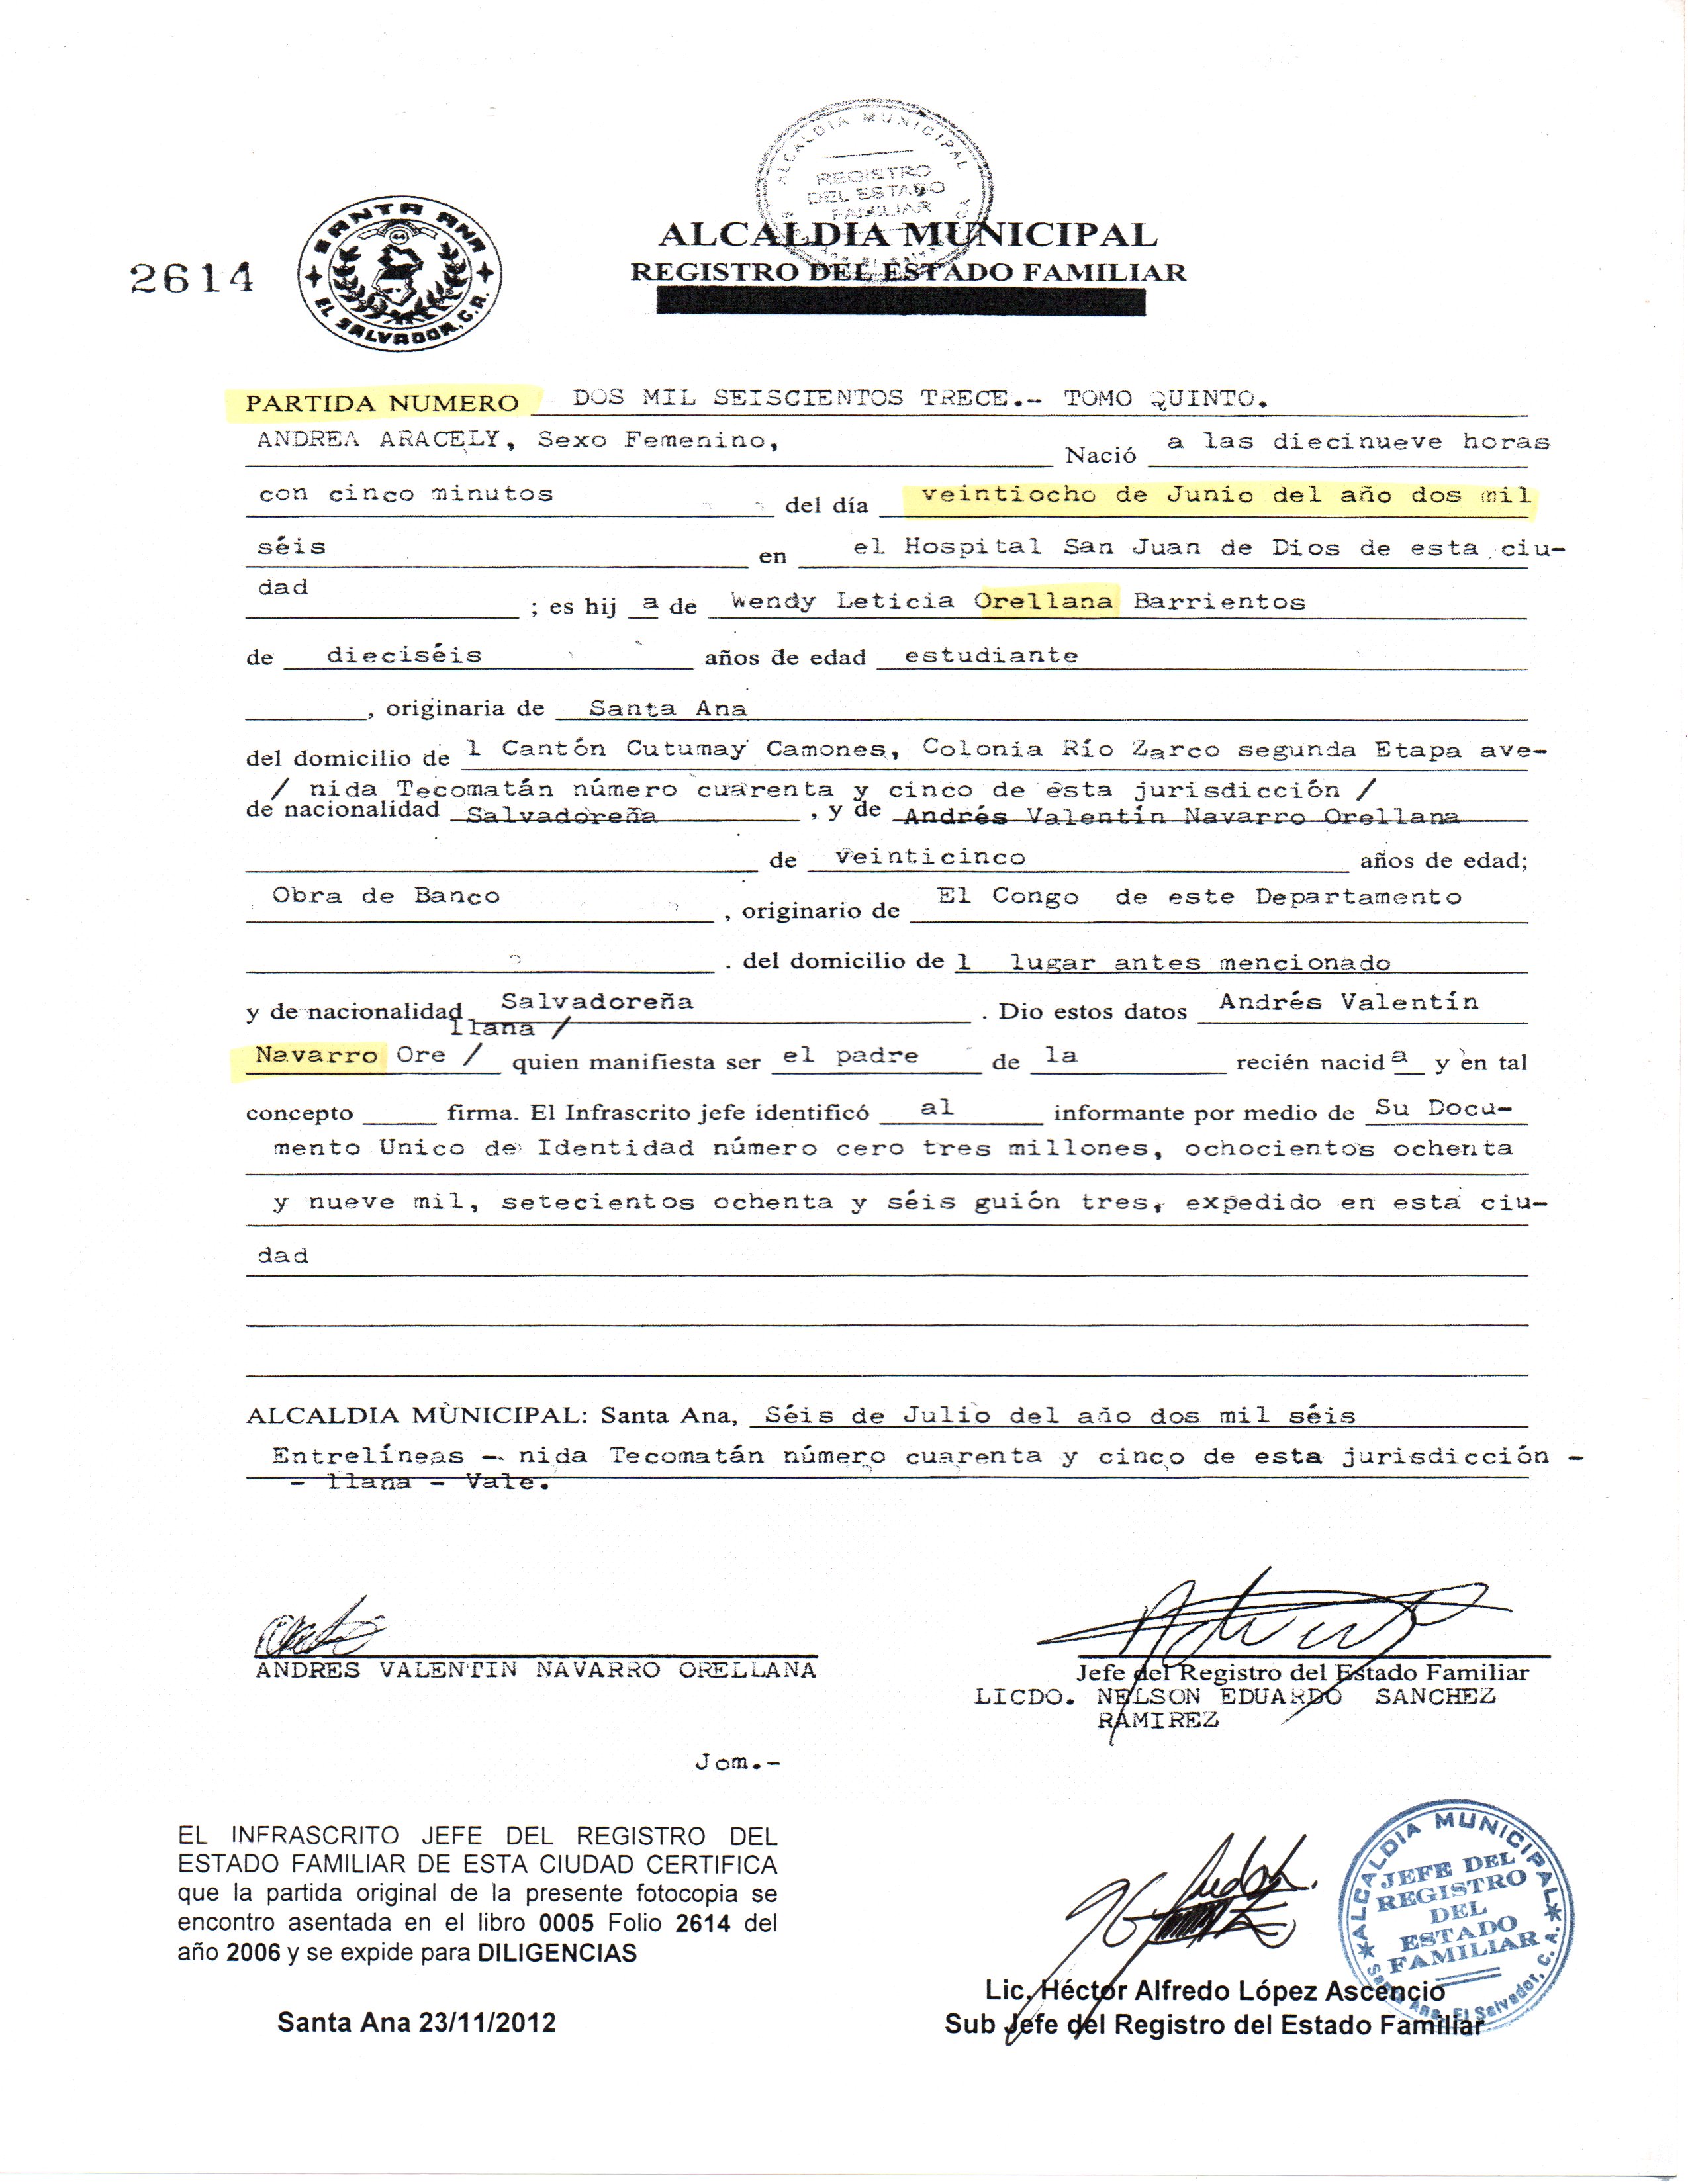 ALCALDIA MUNICIPAL
REGISTRO
DEL ESTADO
FAMILIAR
SANTA ANA
EL SALVADOR, C.A.
2614
ALCALDIA MUNICIPAL
REGISTRO DEL ESTADO FAMILIAR
PARTIDA NUMERO DOS MIL SEISCIENTOS TRECE.- TOMO QUINTO.
ANDREA ARACELY, Sexo Femenino, Nació a las diecinueve horas
con cinco minutos del día veintiocho de Junio del año dos mil
séis en el Hospital San Juan de Dios de esta ciu-
dad ; es hij a de Wendy Leticia Orellana Barrientos
de dieciséis años de edad estudiante
, originaria de Santa Ana
del domicilio de l Cantón Cutumay Camones, Colonia Río Zarco segunda Etapa ave-
/ nida Tecomatán número cuarenta y cinco de esta jurisdicción /
de nacionalidad Salvadoreña , y de Andrés Valentín Navarro Orellana
de veinticinco años de edad;
Obra de Banco , originario de El Congo de este Departamento
. del domicilio de l lugar antes mencionado
y de nacionalidad Salvadoreña . Dio estos datos Andrés Valentín
llana /
Navarro Ore / quien manifiesta ser el padre de la recién nacid a y en tal
concepto firma. El Infrascrito jefe identificó al informante por medio de Su Docu-
mento Unico de Identidad número cero tres millones, ochocientos ochenta
y nueve mil, setecientos ochenta y séis guión tres, expedido en esta ciu-
dad
ALCALDIA MUNICIPAL: Santa Ana, Séis de Julio del año dos mil séis
Entrelíneas - nida Tecomatán número cuarenta y cinco de esta jurisdicción -
- llana - Vale.
ANDRES VALENTIN NAVARRO ORELLANA
Jefe del Registro del Estado Familiar
LICDO. NELSON EDUARDO SANCHEZ
RAMIREZ
Jom.-
EL INFRASCRITO JEFE DEL REGISTRO DEL
ESTADO FAMILIAR DE ESTA CIUDAD CERTIFICA
que la partida original de la presente fotocopia se
encontro asentada en el libro 0005 Folio 2614 del
año 2006 y se expide para DILIGENCIAS
Santa Ana 23/11/2012
ALCALDIA MUNICIPAL
JEFE DEL
REGISTRO
DEL
ESTADO
FAMILIAR
Santa Ana, El Salvador, C. A.
Lic. Héctor Alfredo López Ascencio
Sub Jefe del Registro del Estado Familiar